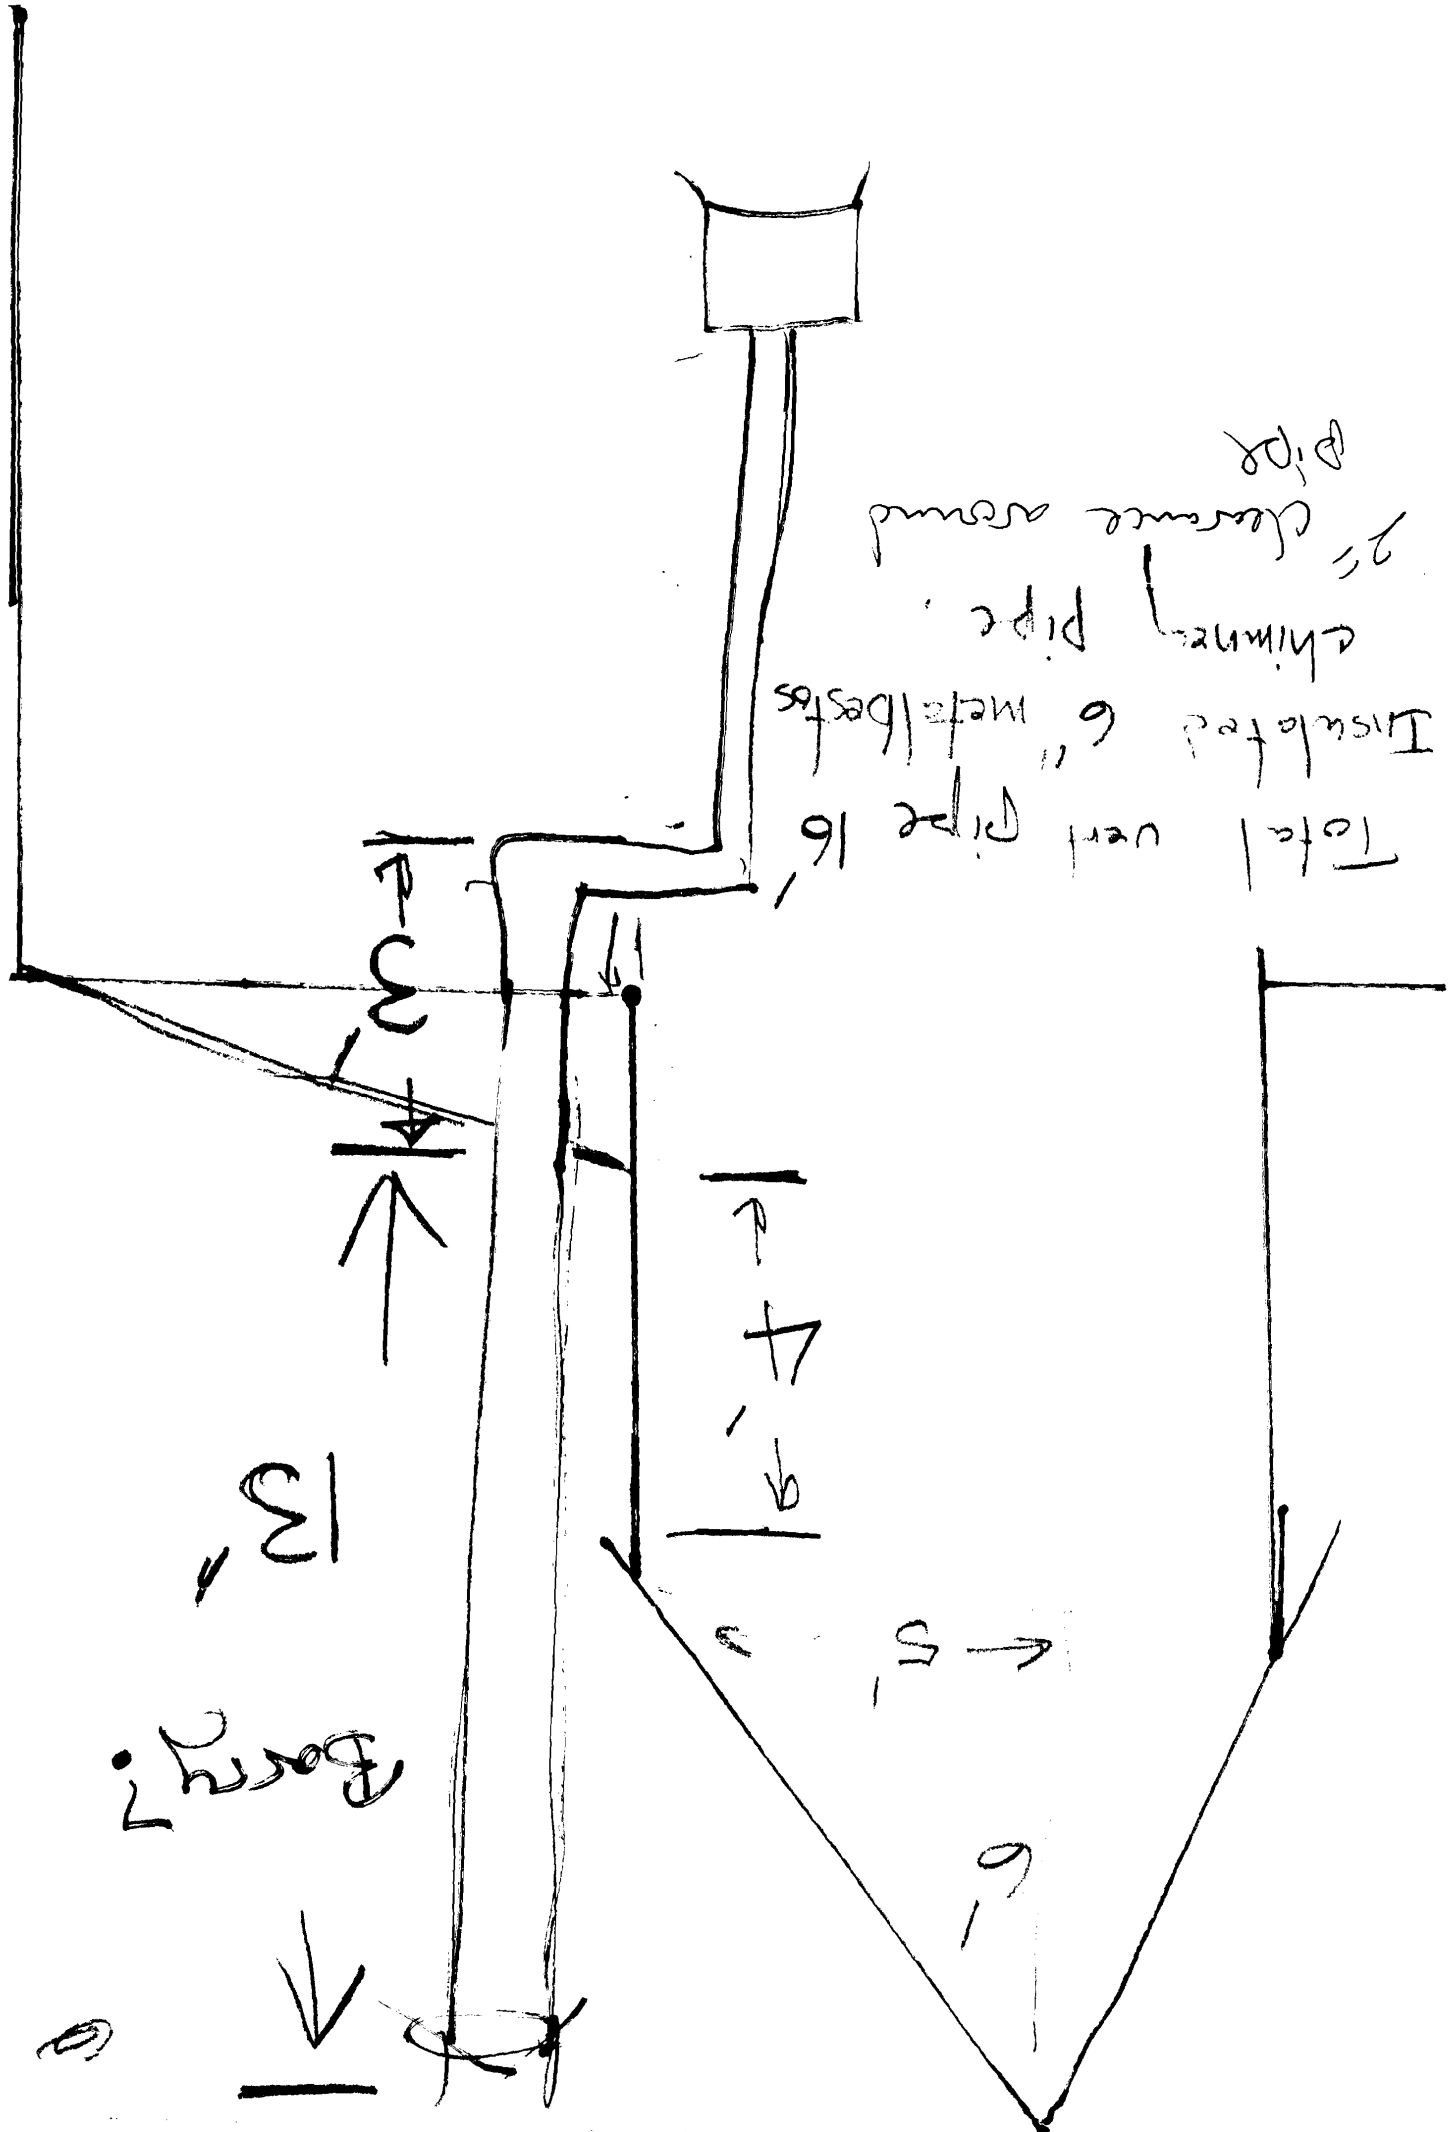 6'
5'
13'
4'
3'
Total vent pipe 16'
Insulated 6" metalbestos
chimney pipe.
2" clearance around
pipe